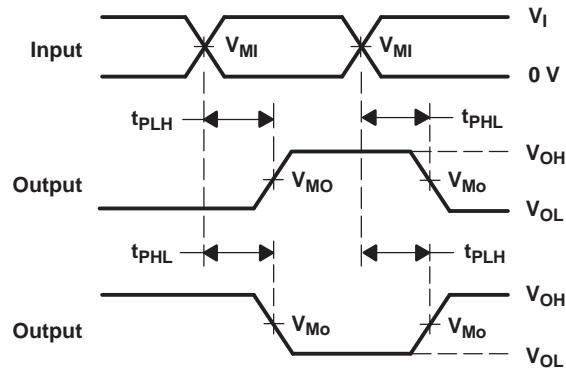 V_I
Input V_MI V_MI
0 V
t_PLH t_PHL
V_OH
Output V_MO V_Mo
V_OL
t_PHL t_PLH
V_OH
Output V_Mo V_Mo
V_OL